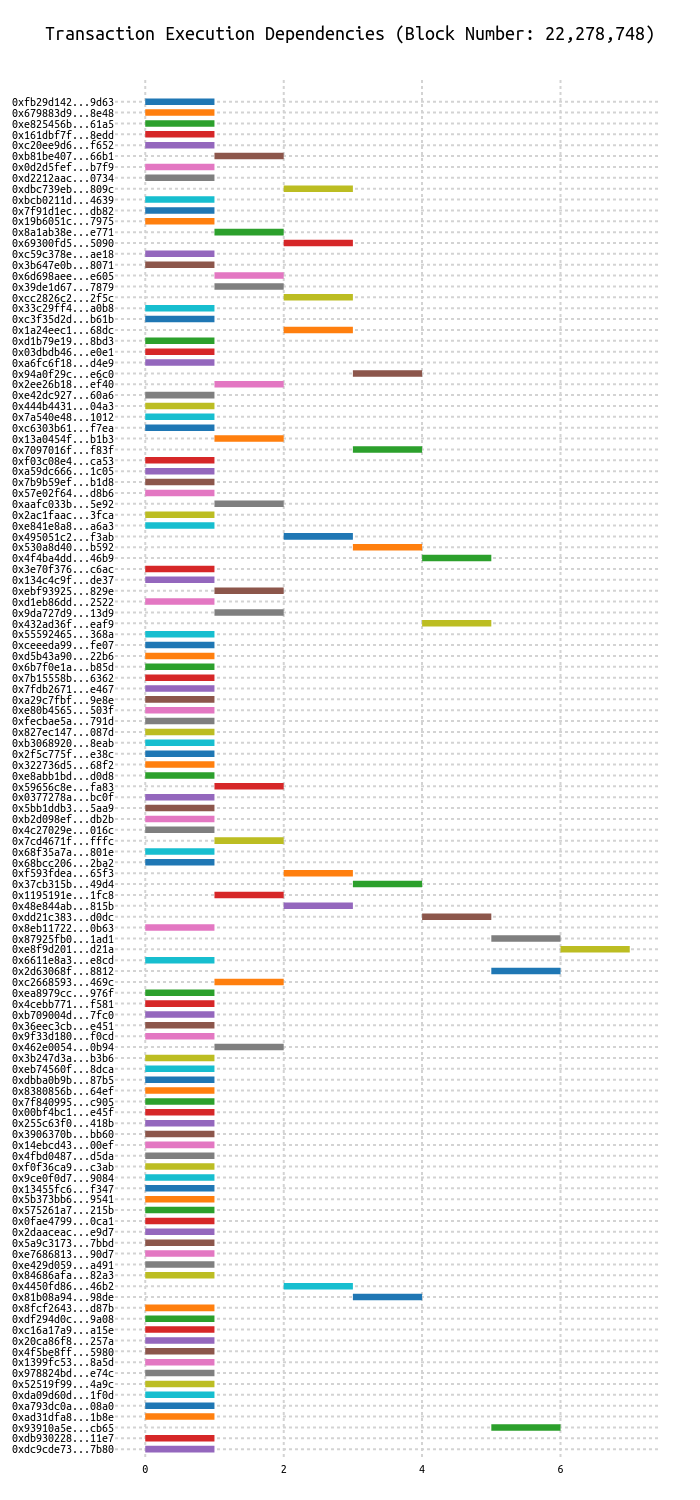 Transaction Execution Dependencies (Block Number: 22,278,748)
0xfb29d142...9d63
0x679883d9...8e48
0xe825456b...61a5
0x161dbf7f...8edd
0xc20ee9d6...f652
0xb81be407...66b1
0x0d2d5fef...b7f9
0xd2212aac...0734
0xdbc739eb...809c
0xbcb0211d...4639
0x7f91d1ec...db82
0x19b6051c...7975
0x8a1ab38e...e771
0x69300fd5...5090
0xc59c378e...ae18
0x3b647e0b...8071
0x6d698aee...e605
0x39de1d67...7879
0xcc2826c2...2f5c
0x33c29ff4...a0b8
0xc3f35d2d...b61b
0x1a24eec1...68dc
0xd1b79e19...8bd3
0x03dbdb46...e0e1
0xa6fc6f18...d4e9
0x94a0f29c...e6c0
0x2ee26b18...ef40
0xe42dc927...60a6
0x444b4431...04a3
0x7a540e48...1012
0xc6303b61...f7ea
0x13a0454f...b1b3
0x7097016f...f83f
0xf03c08e4...ca53
0xa59dc666...1c05
0x7b9b59ef...b1d8
0x57e02f64...d8b6
0xaafc033b...5e92
0x2ac1faac...3fca
0xe841e8a8...a6a3
0x495051c2...f3ab
0x530a8d40...b592
0x4f4ba4dd...46b9
0x3e70f376...c6ac
0x134c4c9f...de37
0xebf93925...829e
0xd1eb86dd...2522
0x9da727d9...13d9
0x432ad36f...eaf9
0x55592465...368a
0xceeeda99...fe07
0xd5b43a90...22b6
0x6b7f0e1a...b85d
0x7b15558b...6362
0x7fdb2671...e467
0xa29c7fbf...9e8e
0xe80b4565...503f
0xfecbae5a...791d
0x827ec147...087d
0xb3068920...8eab
0x2f5c775f...e38c
0x322736d5...68f2
0xe8abb1bd...d0d8
0x59656c8e...fa83
0x0377278a...bc0f
0x5bb1ddb3...5aa9
0xb2d098ef...db2b
0x4c27029e...016c
0x7cd4671f...fffc
0x68f35a7a...801e
0x68bcc206...2ba2
0xf593fdea...65f3
0x37cb315b...49d4
0x1195191e...1fc8
0x48e844ab...815b
0xdd21c383...d0dc
0x8eb11722...0b63
0x87925fb0...1ad1
0xe8f9d201...d21a
0x6611e8a3...e8cd
0x2d63068f...8812
0xc2668593...469c
0xea8979cc...976f
0x4cebb771...f581
0xb709004d...7fc0
0x36eec3cb...e451
0x9f33d180...f0cd
0x462e0054...0b94
0x3b247d3a...b3b6
0xeb74560f...8dca
0xdbba0b9b...87b5
0x8380856b...64ef
0x7f840995...c905
0x00bf4bc1...e45f
0x255c63f0...418b
0x3906370b...bb60
0x14ebcd43...00ef
0x4fbd0487...d5da
0xf0f36ca9...c3ab
0x9ce0f0d7...9084
0x13455fc6...f347
0x5b373bb6...9541
0x575261a7...215b
0x0fae4799...0ca1
0x2daaceac...e9d7
0x5a9c3173...7bbd
0xe7686813...90d7
0xe429d059...a491
0x84686afa...82a3
0x4450fd86...46b2
0x81b08a94...98de
0x8fcf2643...d87b
0xdf294d0c...9a08
0xc16a17a9...a15e
0x20ca86f8...257a
0x4f5be8ff...5980
0x1399fc53...8a5d
0x978824bd...e74c
0x52519f99...4a9c
0xda09d60d...1f0d
0xa793dc0a...08a0
0xad31dfa8...1b8e
0x93910a5e...cb65
0xdb930228...11e7
0xdc9cde73...7b80
0 2 4 6